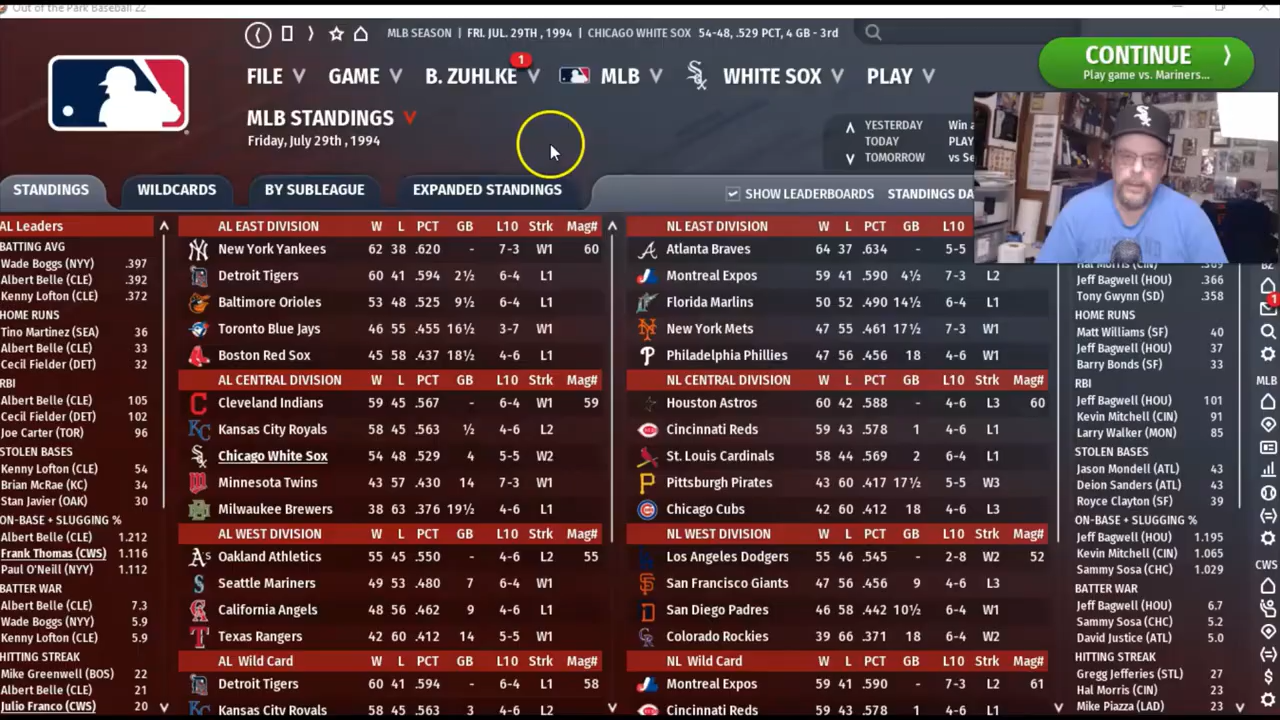 Out of the Park Baseball 22
MLB SEASON | FRI. JUL. 29TH, 1994 | CHICAGO WHITE SOX 54-48, .529 PCT, 4 GB - 3rd
FILE GAME B. ZUHLKE 1 MLB WHITE SOX PLAY
CONTINUE
Play game vs. Mariners...
MLB STANDINGS
Friday, July 29th, 1994
YESTERDAY Win a
TODAY PLAY
TOMORROW vs Se
STANDINGS WILDCARDS BY SUBLEAGUE EXPANDED STANDINGS SHOW LEADERBOARDS STANDINGS DA
AL Leaders
BATTING AVG
Wade Boggs (NYY) .397
Albert Belle (CLE) .392
Kenny Lofton (CLE) .372
HOME RUNS
Tino Martinez (SEA) 36
Albert Belle (CLE) 33
Cecil Fielder (DET) 32
RBI
Albert Belle (CLE) 105
Cecil Fielder (DET) 102
Joe Carter (TOR) 96
STOLEN BASES
Kenny Lofton (CLE) 54
Brian McRae (KC) 34
Stan Javier (OAK) 30
ON-BASE + SLUGGING %
Albert Belle (CLE) 1.212
Frank Thomas (CWS) 1.116
Paul O'Neill (NYY) 1.112
BATTER WAR
Albert Belle (CLE) 7.3
Wade Boggs (NYY) 5.9
Kenny Lofton (CLE) 5.9
HITTING STREAK
Mike Greenwell (BOS) 22
Albert Belle (CLE) 21
Julio Franco (CWS) 20
AL EAST DIVISION W L PCT GB L10 Strk Mag#
New York Yankees 62 38 .620 - 7-3 W1 60
Detroit Tigers 60 41 .594 2½ 6-4 L1
Baltimore Orioles 53 48 .525 9½ 6-4 L1
Toronto Blue Jays 46 55 .455 16½ 3-7 W1
Boston Red Sox 45 58 .437 18½ 4-6 L1
AL CENTRAL DIVISION W L PCT GB L10 Strk Mag#
Cleveland Indians 59 45 .567 - 6-4 W1 59
Kansas City Royals 58 45 .563 ½ 4-6 L2
Chicago White Sox 54 48 .529 4 5-5 W2
Minnesota Twins 43 57 .430 14 7-3 W1
Milwaukee Brewers 38 63 .376 19½ 4-6 L1
AL WEST DIVISION W L PCT GB L10 Strk Mag#
Oakland Athletics 55 45 .550 - 4-6 L2 55
Seattle Mariners 49 53 .480 7 6-4 W1
California Angels 48 56 .462 9 4-6 L1
Texas Rangers 42 60 .412 14 5-5 W1
AL Wild Card W L PCT GB L10 Strk Mag#
Detroit Tigers 60 41 .594 - 6-4 L1 58
Kansas City Royals 58 45 .563 3 4-6 L2
NL EAST DIVISION W L PCT GB L10
Atlanta Braves 64 37 .634 - 5-5
Montreal Expos 59 41 .590 4½ 7-3 L2
Florida Marlins 50 52 .490 14½ 6-4 L1
New York Mets 47 55 .461 17½ 7-3 W1
Philadelphia Phillies 47 56 .456 18 4-6 W1
NL CENTRAL DIVISION W L PCT GB L10 Strk Mag#
Houston Astros 60 42 .588 - 4-6 L3 60
Cincinnati Reds 59 43 .578 1 4-6 L1
St. Louis Cardinals 58 44 .569 2 6-4 L1
Pittsburgh Pirates 43 60 .417 17½ 5-5 W3
Chicago Cubs 42 60 .412 18 4-6 L3
NL WEST DIVISION W L PCT GB L10 Strk Mag#
Los Angeles Dodgers 55 46 .545 - 2-8 W2 52
San Francisco Giants 47 56 .456 9 4-6 L3
San Diego Padres 46 58 .442 10½ 6-4 W1
Colorado Rockies 39 66 .371 18 6-4 W2
NL Wild Card W L PCT GB L10 Strk Mag#
Montreal Expos 59 41 .590 - 7-3 L2 61
Cincinnati Reds 59 43 .578 1 4-6 L1
Hal Morris (CIN) .369
Jeff Bagwell (HOU) .366
Tony Gwynn (SD) .358
HOME RUNS
Matt Williams (SF) 40
Jeff Bagwell (HOU) 37
Barry Bonds (SF) 33
RBI
Jeff Bagwell (HOU) 101
Kevin Mitchell (CIN) 91
Larry Walker (MON) 85
STOLEN BASES
Jason Mondell (ATL) 43
Deion Sanders (ATL) 43
Royce Clayton (SF) 39
ON-BASE + SLUGGING %
Jeff Bagwell (HOU) 1.195
Kevin Mitchell (CIN) 1.065
Sammy Sosa (CHC) 1.029
BATTER WAR
Jeff Bagwell (HOU) 6.7
Sammy Sosa (CHC) 5.2
David Justice (ATL) 5.0
HITTING STREAK
Gregg Jefferies (STL) 27
Hal Morris (CIN) 23
Mike Piazza (LAD) 23
BZ
1
MLB
CWS